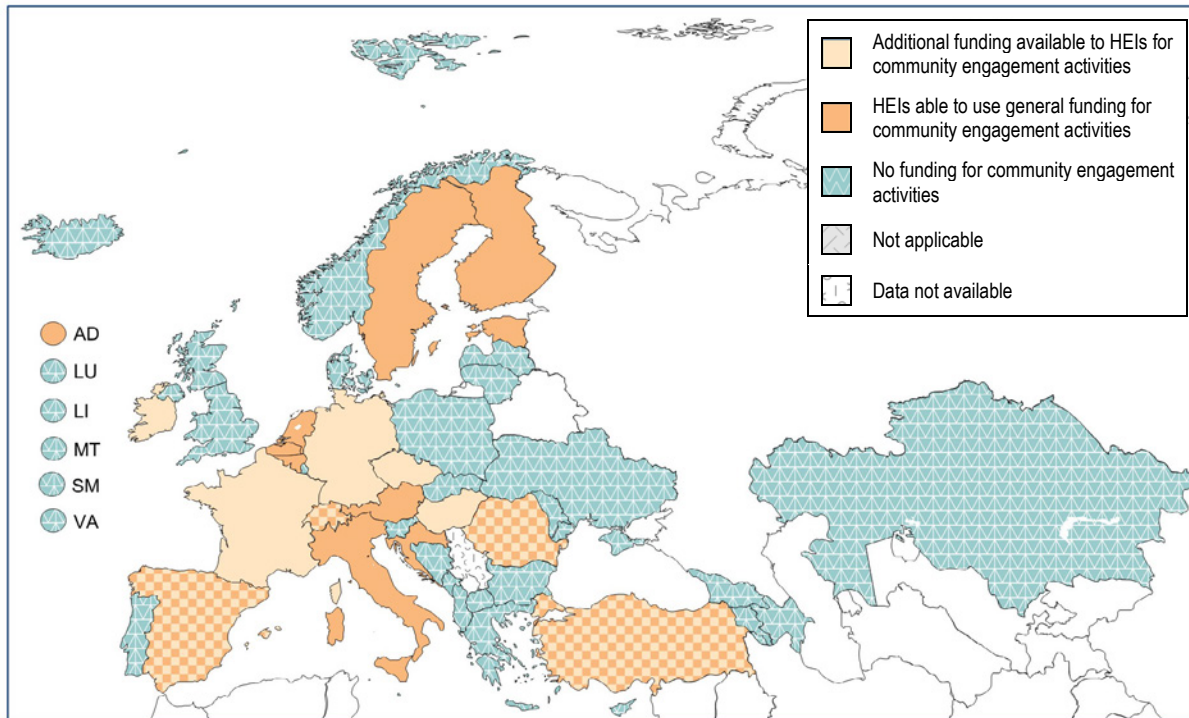 Additional funding available to HEIs for
community engagement activities
HEIs able to use general funding for
community engagement activities
No funding for community engagement
activities
Not applicable
Data not available
AD
LU
LI
MT
SM
VA